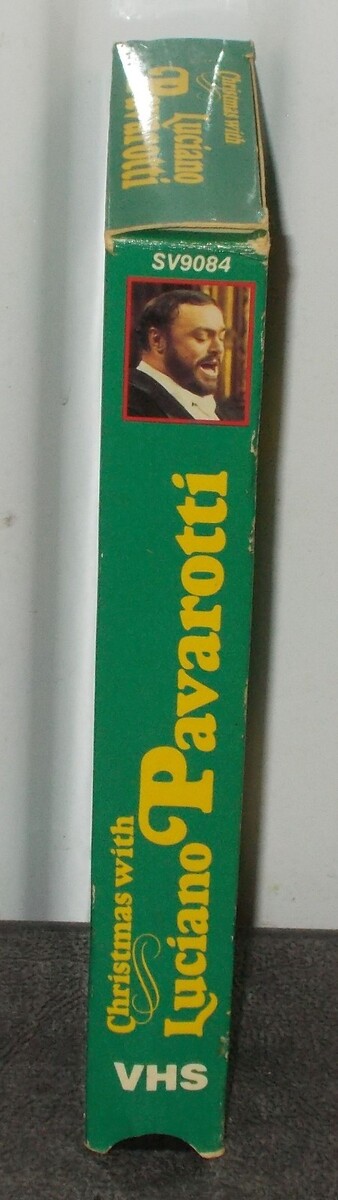 Christmas with
Luciano
Pavarotti
SV9084
Christmas with
Luciano Pavarotti
VHS